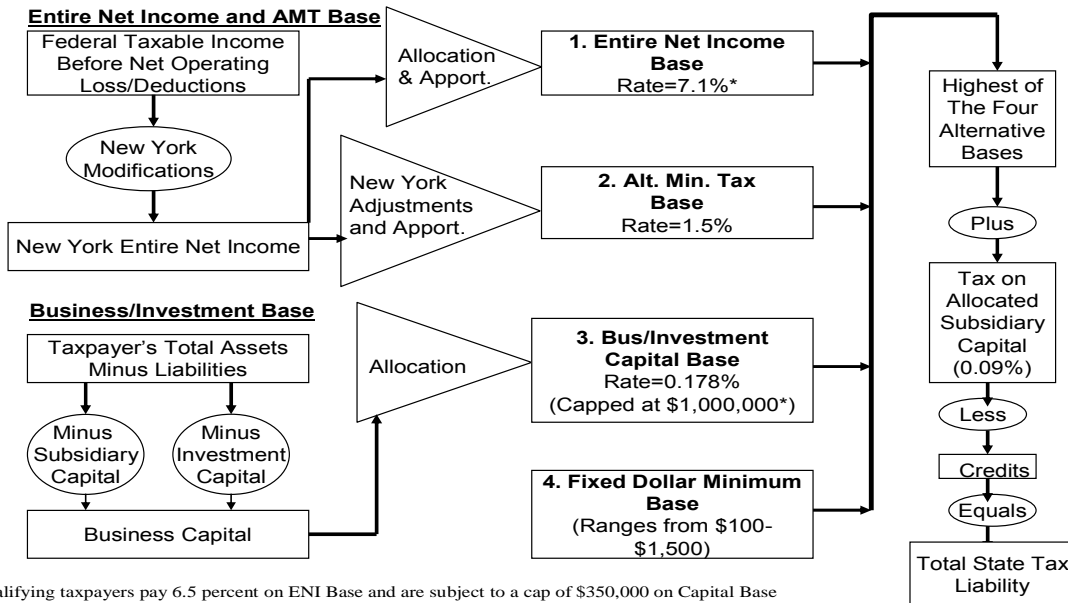 Entire Net Income and AMT Base
Federal Taxable Income
Before Net Operating
Loss/Deductions
New York
Modifications
New York Entire Net Income
Allocation
& Apport.
New York
Adjustments
and Apport.
1. Entire Net Income
Base
Rate=7.1%*
2. Alt. Min. Tax
Base
Rate=1.5%
Business/Investment Base
Taxpayer's Total Assets
Minus Liabilities
Minus
Subsidiary
Capital
Minus
Investment
Capital
Business Capital
Allocation
3. Bus/Investment
Capital Base
Rate=0.178%
(Capped at $1,000,000*)
4. Fixed Dollar Minimum
Base
(Ranges from $100-
$1,500)
Highest of
The Four
Alternative
Bases
Plus
Tax on
Allocated
Subsidiary
Capital
(0.09%)
Less
Credits
Equals
Total State Tax
Liability
alifying taxpayers pay 6.5 percent on ENI Base and are subject to a cap of $350,000 on Capital Base